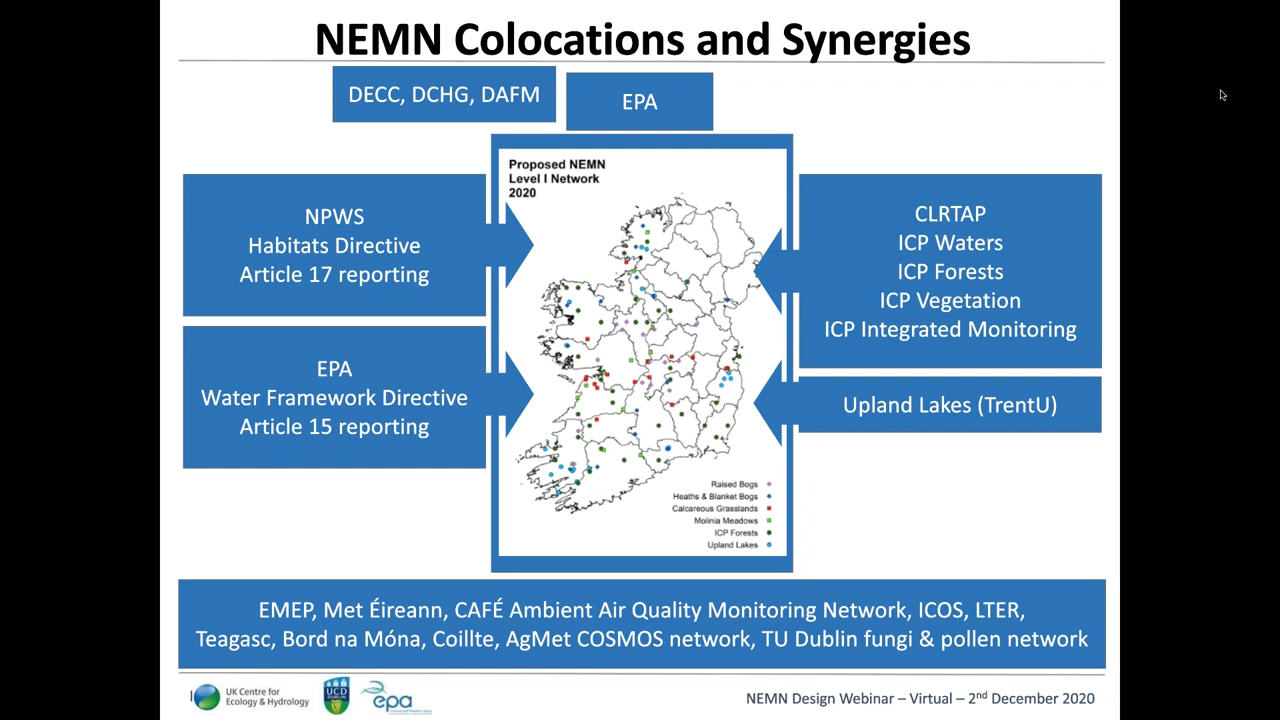 NEMN Colocations and Synergies
DECC, DCHG, DAFM
EPA
Proposed NEMN
Level I Network
2020
NPWS
Habitats Directive
Article 17 reporting
EPA
Water Framework Directive
Article 15 reporting
CLRTAP
ICP Waters
ICP Forests
ICP Vegetation
ICP Integrated Monitoring
Upland Lakes (TrentU)
Raised Bogs
Heaths & Blanket Bogs
Calcareous Grasslands
Molinia Meadows
ICP Forests
Upland Lakes
EMEP, Met Éireann, CAFÉ Ambient Air Quality Monitoring Network, ICOS, LTER,
Teagasc, Bord na Móna, Coillte, AgMet COSMOS network, TU Dublin fungi & pollen network
UK Centre for
Ecology & Hydrology
UCD
DUBLIN
epa
NEMN Design Webinar – Virtual – 2nd December 2020